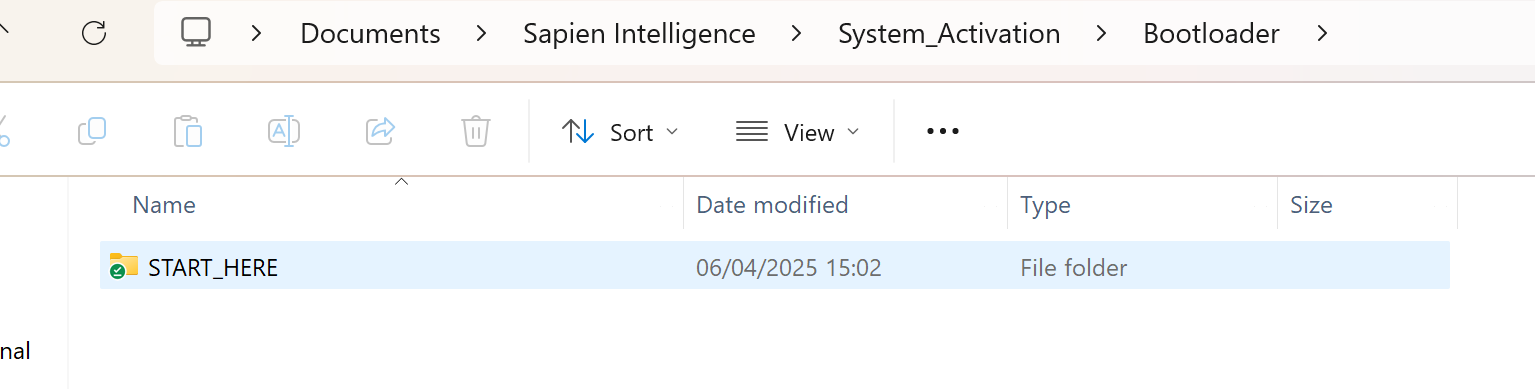 Documents > Sapien Intelligence > System_Activation > Bootloader >
Sort View •••
Name Date modified Type Size
START_HERE 06/04/2025 15:02 File folder
nal